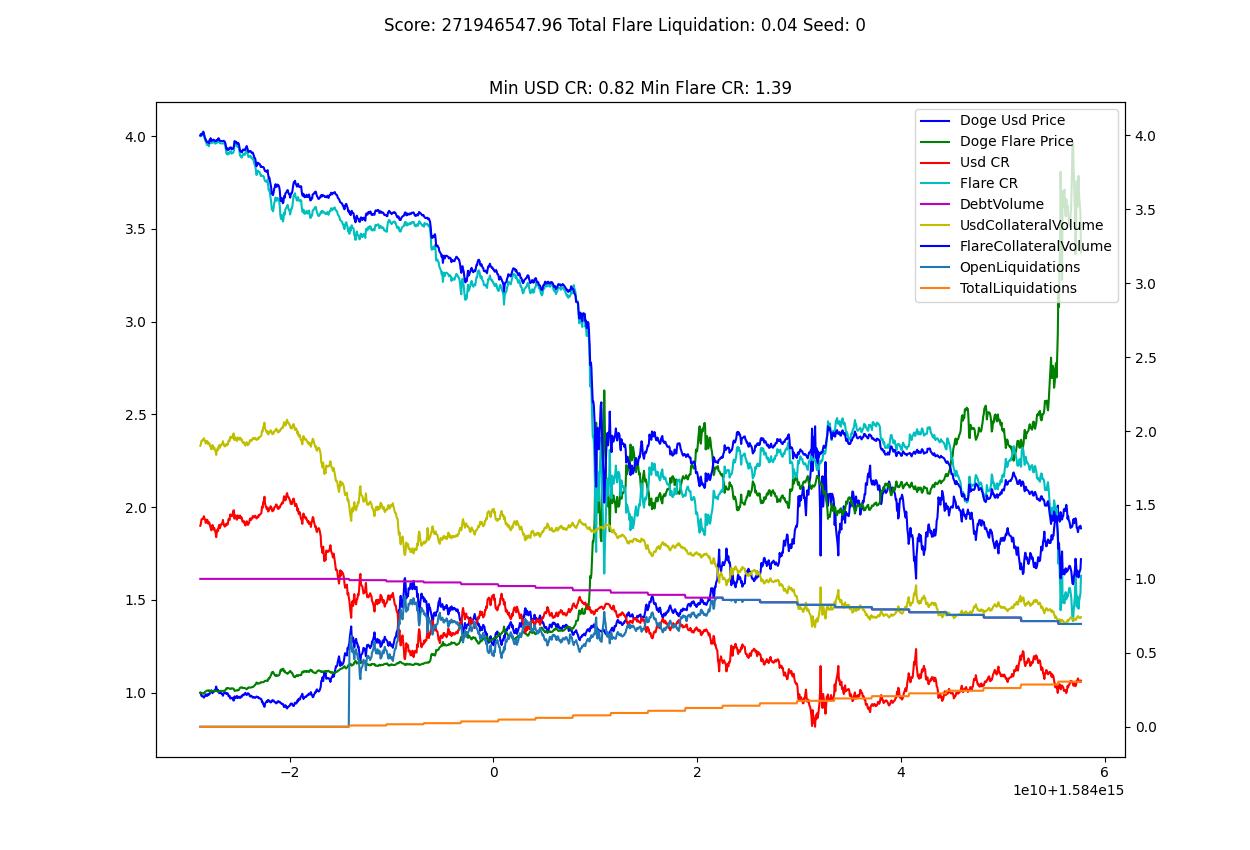 Score: 271946547.96 Total Flare Liquidation: 0.04 Seed: 0
Min USD CR: 0.82 Min Flare CR: 1.39
4.0
3.5
3.0
2.5
2.0
1.5
1.0
Doge Usd Price
Doge Flare Price
Usd CR
Flare CR
DebtVolume
UsdCollateralVolume
FlareCollateralVolume
OpenLiquidations
TotalLiquidations
4.0
3.5
3.0
2.5
2.0
1.5
1.0
0.5
0.0
−2 0 2 4 6
1e10+1.584e15